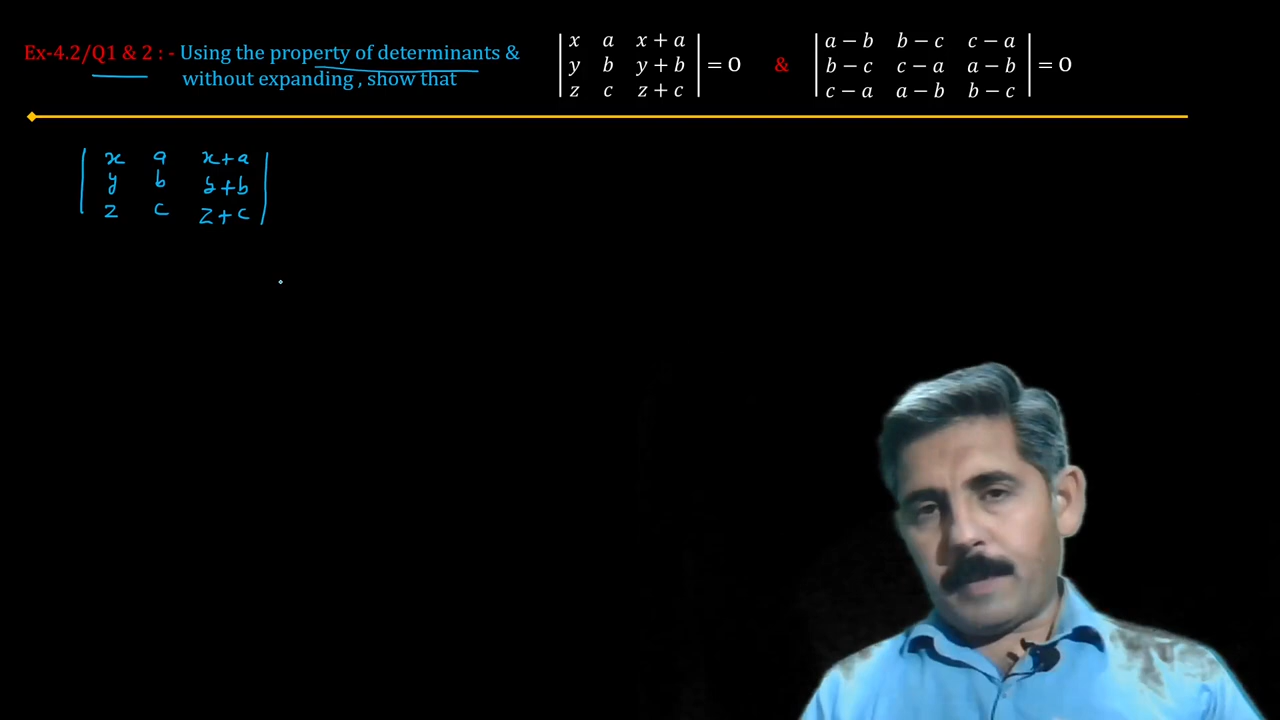 Ex-4.2/Q1 & 2 : - Using the property of determinants &
without expanding , show that
| x a x + a |
| y b y + b | = 0
| z c z + c |
&
| a − b b − c c − a |
| b − c c − a a − b | = 0
| c − a a − b b − c |
| x a x+a |
| y b y+b |
| z c z+c |